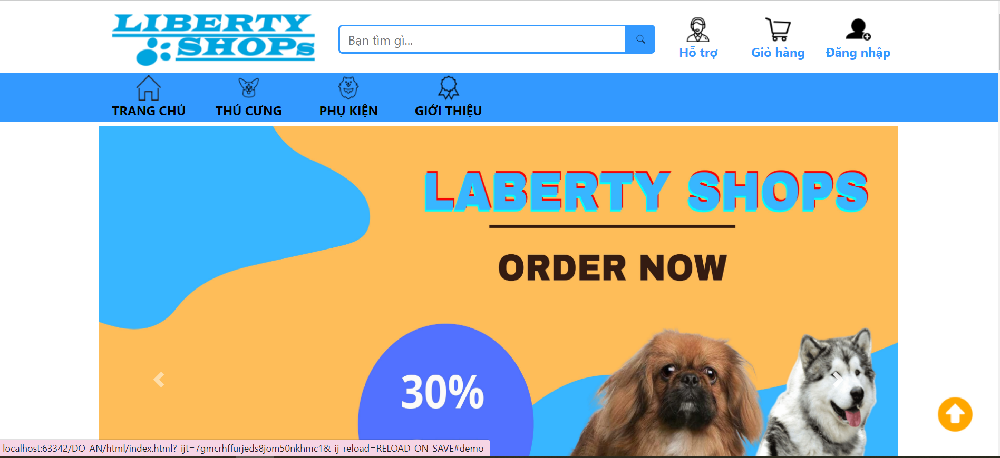 LIBERTY
SHOPs
Bạn tìm gì...
Hỗ trợ
Giỏ hàng
Đăng nhập
TRANG CHỦ
THÚ CƯNG
PHỤ KIỆN
GIỚI THIỆU
LABERTY SHOPS
ORDER NOW
30%
localhost:63342/DO_AN/html/index.html?_ijt=7gmcrhffurjeds8jom50nkhmc1&_ij_reload=RELOAD_ON_SAVE#demo